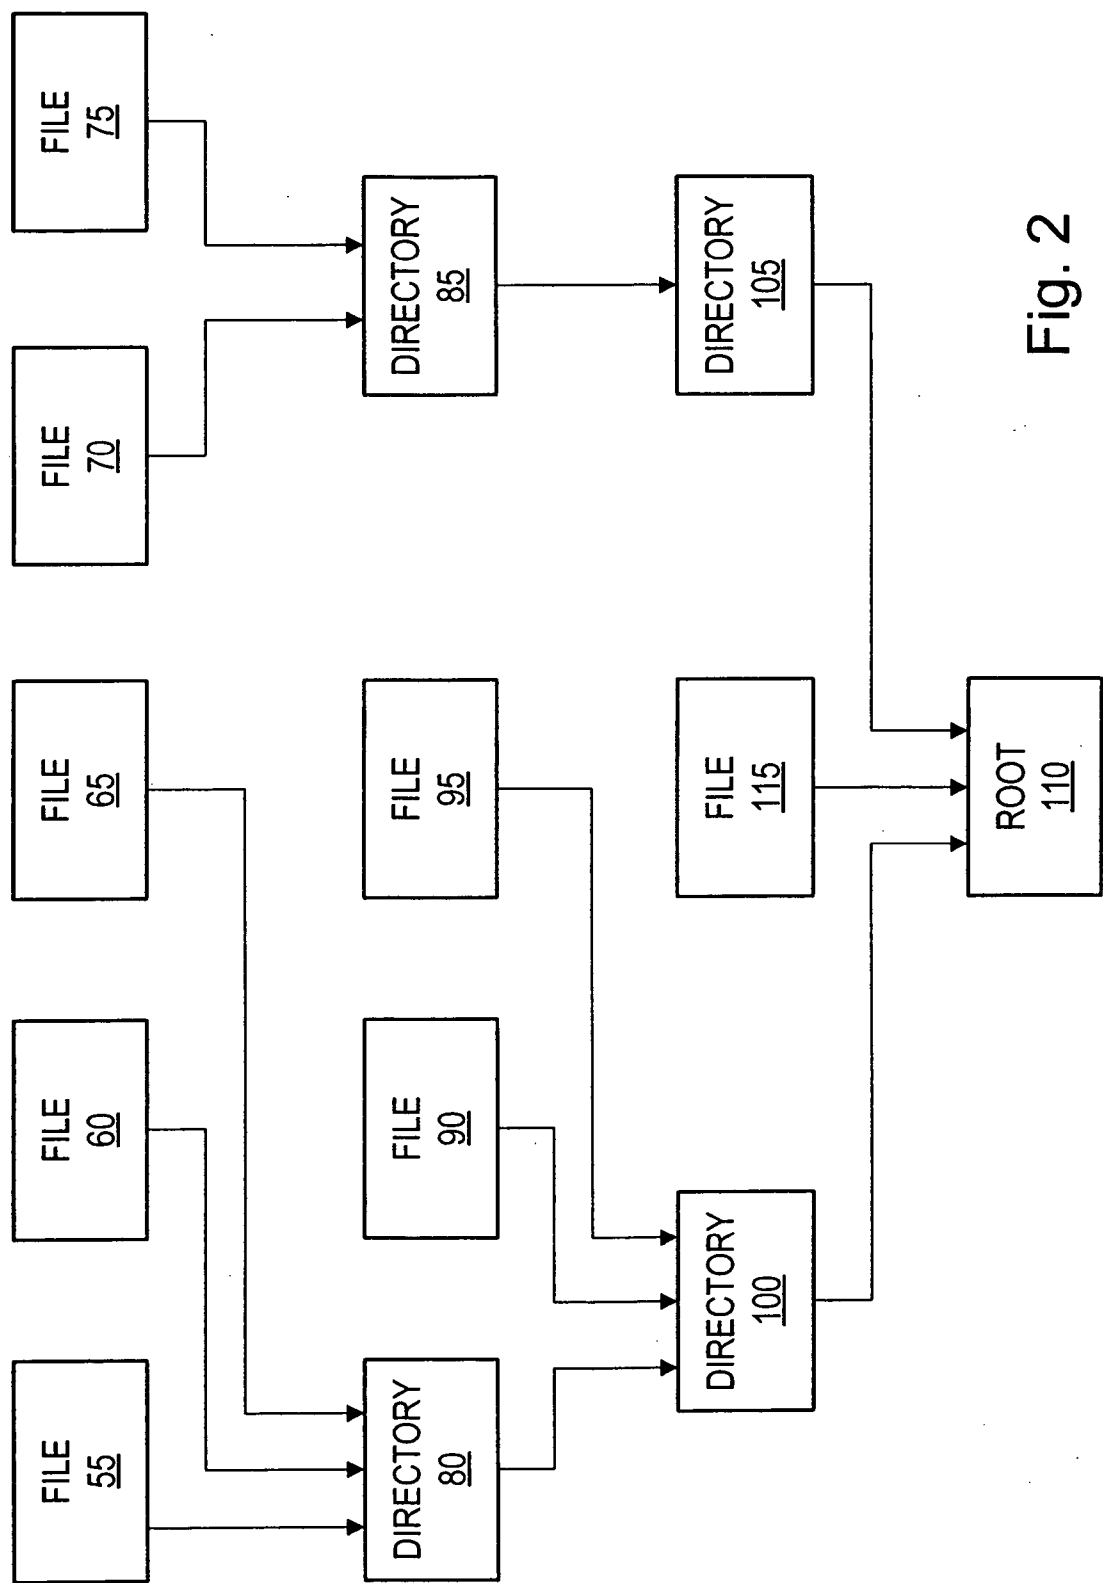 FILE
55
FILE
60
FILE
65
FILE
70
FILE
75
DIRECTORY
80
FILE
90
FILE
95
DIRECTORY
85
DIRECTORY
100
FILE
115
DIRECTORY
105
ROOT
110
Fig. 2